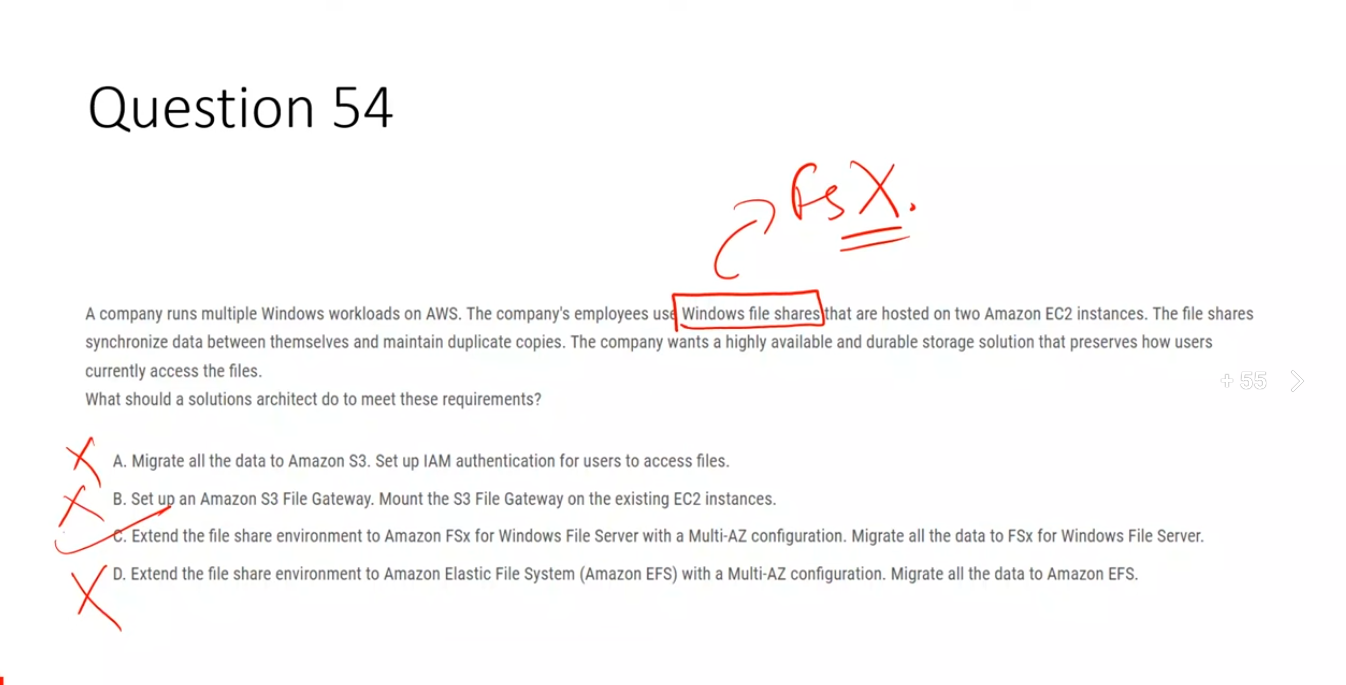 Question 54
FsX.
A company runs multiple Windows workloads on AWS. The company's employees use Windows file shares that are hosted on two Amazon EC2 instances. The file shares
synchronize data between themselves and maintain duplicate copies. The company wants a highly available and durable storage solution that preserves how users
currently access the files.
+ 55
What should a solutions architect do to meet these requirements?
A. Migrate all the data to Amazon S3. Set up IAM authentication for users to access files.
B. Set up an Amazon S3 File Gateway. Mount the S3 File Gateway on the existing EC2 instances.
C. Extend the file share environment to Amazon FSx for Windows File Server with a Multi-AZ configuration. Migrate all the data to FSx for Windows File Server.
D. Extend the file share environment to Amazon Elastic File System (Amazon EFS) with a Multi-AZ configuration. Migrate all the data to Amazon EFS.